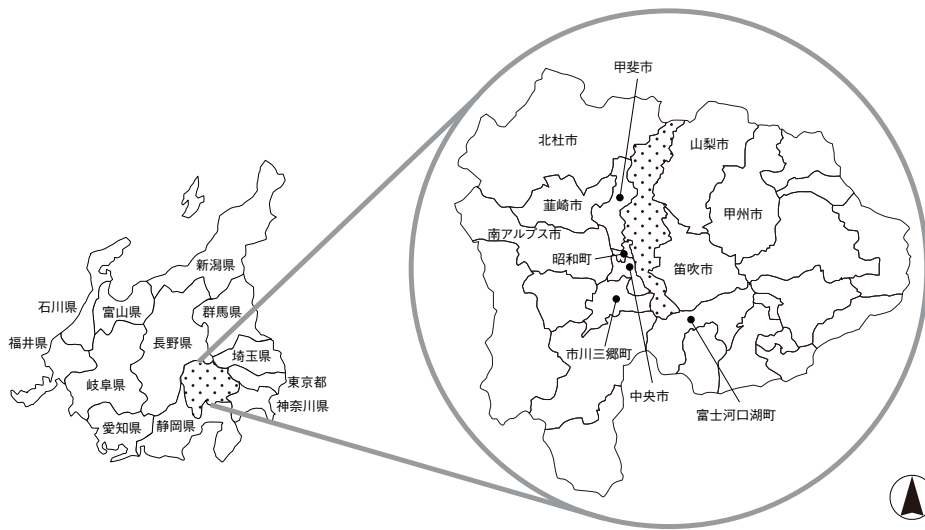 新潟県
石川県
富山県
群馬県
福井県
長野県
埼玉県
岐阜県
東京都
神奈川県
愛知県
静岡県
甲斐市
北杜市
山梨市
韮崎市
甲州市
南アルプス市
昭和町
笛吹市
市川三郷町
中央市
富士河口湖町